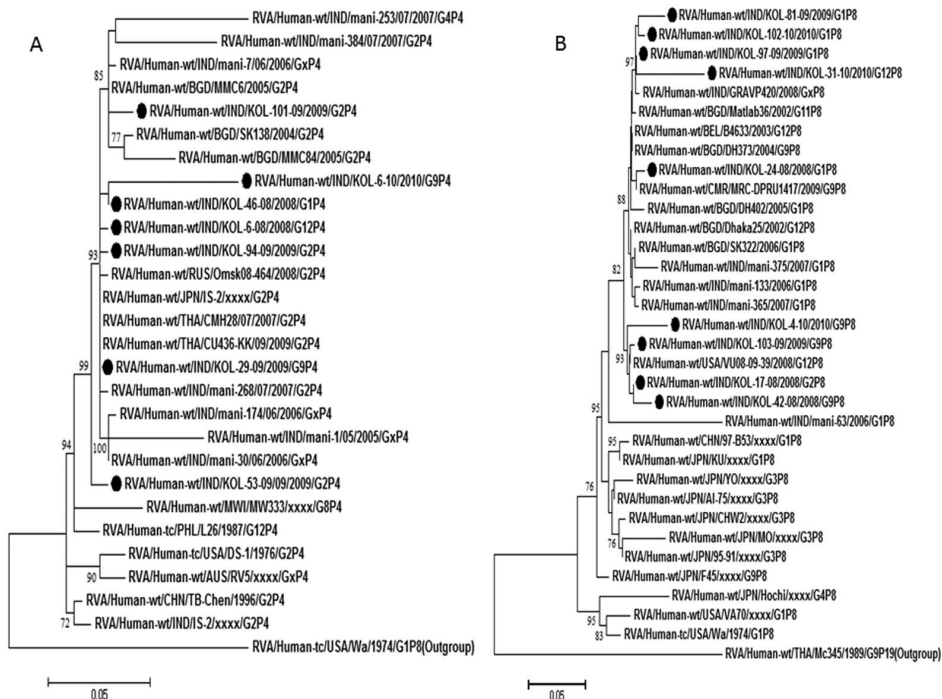 A
RVA/Human-wt/IND/mani-253/07/2007/G4P4
RVA/Human-wt/IND/mani-384/07/2007/G2P4
85
RVA/Human-wt/IND/mani-7/06/2006/GxP4
RVA/Human-wt/BGD/MMC6/2005/G2P4
RVA/Human-wt/IND/KOL-101-09/2009/G2P4
77
RVA/Human-wt/BGD/SK138/2004/G2P4
RVA/Human-wt/BGD/MMC84/2005/G2P4
RVA/Human-wt/IND/KOL-6-10/2010/G9P4
RVA/Human-wt/IND/KOL-46-08/2008/G1P4
RVA/Human-wt/IND/KOL-6-08/2008/G12P4
93
RVA/Human-wt/IND/KOL-94-09/2009/G2P4
RVA/Human-wt/RUS/Omsk08-464/2008/G2P4
RVA/Human-wt/JPN/IS-2/xxxx/G2P4
RVA/Human-wt/THA/CMH28/07/2007/G2P4
RVA/Human-wt/THA/CU436-KK/09/2009/G2P4
99
RVA/Human-wt/IND/KOL-29-09/2009/G9P4
RVA/Human-wt/IND/mani-268/07/2007/G2P4
RVA/Human-wt/IND/mani-174/06/2006/GxP4
RVA/Human-wt/IND/mani-1/05/2005/GxP4
100
RVA/Human-wt/IND/mani-30/06/2006/GxP4
94
RVA/Human-wt/IND/KOL-53-09/09/2009/G2P4
RVA/Human-wt/MWI/MW333/xxxx/G8P4
RVA/Human-tc/PHL/L26/1987/G12P4
RVA/Human-tc/USA/DS-1/1976/G2P4
90
RVA/Human-wt/AUS/RV5/xxxx/GxP4
RVA/Human-wt/CHN/TB-Chen/1996/G2P4
72
RVA/Human-wt/IND/IS-2/xxxx/G2P4
RVA/Human-tc/USA/Wa/1974/G1P8(Outgroup)
0.05
B
RVA/Human-wt/IND/KOL-81-09/2009/G1P8
RVA/Human-wt/IND/KOL-102-10/2010/G1P8
RVA/Human-wt/IND/KOL-97-09/2009/G1P8
97
RVA/Human-wt/IND/KOL-31-10/2010/G12P8
RVA/Human-wt/IND/GRAVP420/2008/GxP8
RVA/Human-wt/BGD/Matlab36/2002/G11P8
RVA/Human-wt/BEL/B4633/2003/G12P8
RVA/Human-wt/BGD/DH373/2004/G9P8
RVA/Human-wt/IND/KOL-24-08/2008/G1P8
RVA/Human-wt/CMR/MRC-DPRU1417/2009/G9P8
88
RVA/Human-wt/BGD/DH402/2005/G1P8
RVA/Human-wt/BGD/Dhaka25/2002/G12P8
RVA/Human-wt/BGD/SK322/2006/G1P8
RVA/Human-wt/IND/mani-375/2007/G1P8
82
RVA/Human-wt/IND/mani-133/2006/G1P8
RVA/Human-wt/IND/mani-365/2007/G1P8
RVA/Human-wt/IND/KOL-4-10/2010/G9P8
RVA/Human-wt/IND/KOL-103-09/2009/G9P8
93
RVA/Human-wt/USA/VU08-09-39/2008/G12P8
RVA/Human-wt/IND/KOL-17-08/2008/G2P8
RVA/Human-wt/IND/KOL-42-08/2008/G9P8
95
RVA/Human-wt/IND/mani-63/2006/G1P8
95
RVA/Human-wt/CHN/97-B53/xxxx/G1P8
RVA/Human-wt/JPN/KU/xxxx/G1P8
RVA/Human-wt/JPN/YO/xxxx/G3P8
76
RVA/Human-wt/JPN/AI-75/xxxx/G3P8
RVA/Human-wt/JPN/CHW2/xxxx/G3P8
RVA/Human-wt/JPN/MO/xxxx/G3P8
76
RVA/Human-wt/JPN/95-91/xxxx/G3P8
RVA/Human-wt/JPN/F45/xxxx/G9P8
RVA/Human-wt/JPN/Hochi/xxxx/G4P8
95
RVA/Human-wt/USA/VA70/xxxx/G1P8
83
RVA/Human-tc/USA/Wa/1974/G1P8
RVA/Human-wt/THA/Mc345/1989/G9P19(Outgroup)
0.05